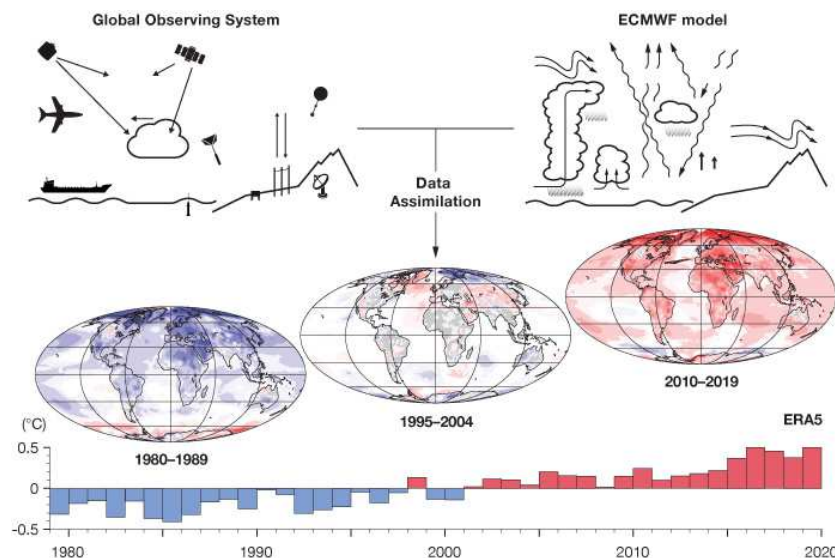 Global Observing System
ECMWF model
Data
Assimilation
2010–2019
1995–2004
(°C)
ERA5
1980–1989
0.5
0
-0.5
1980
1990
2000
2010
2020